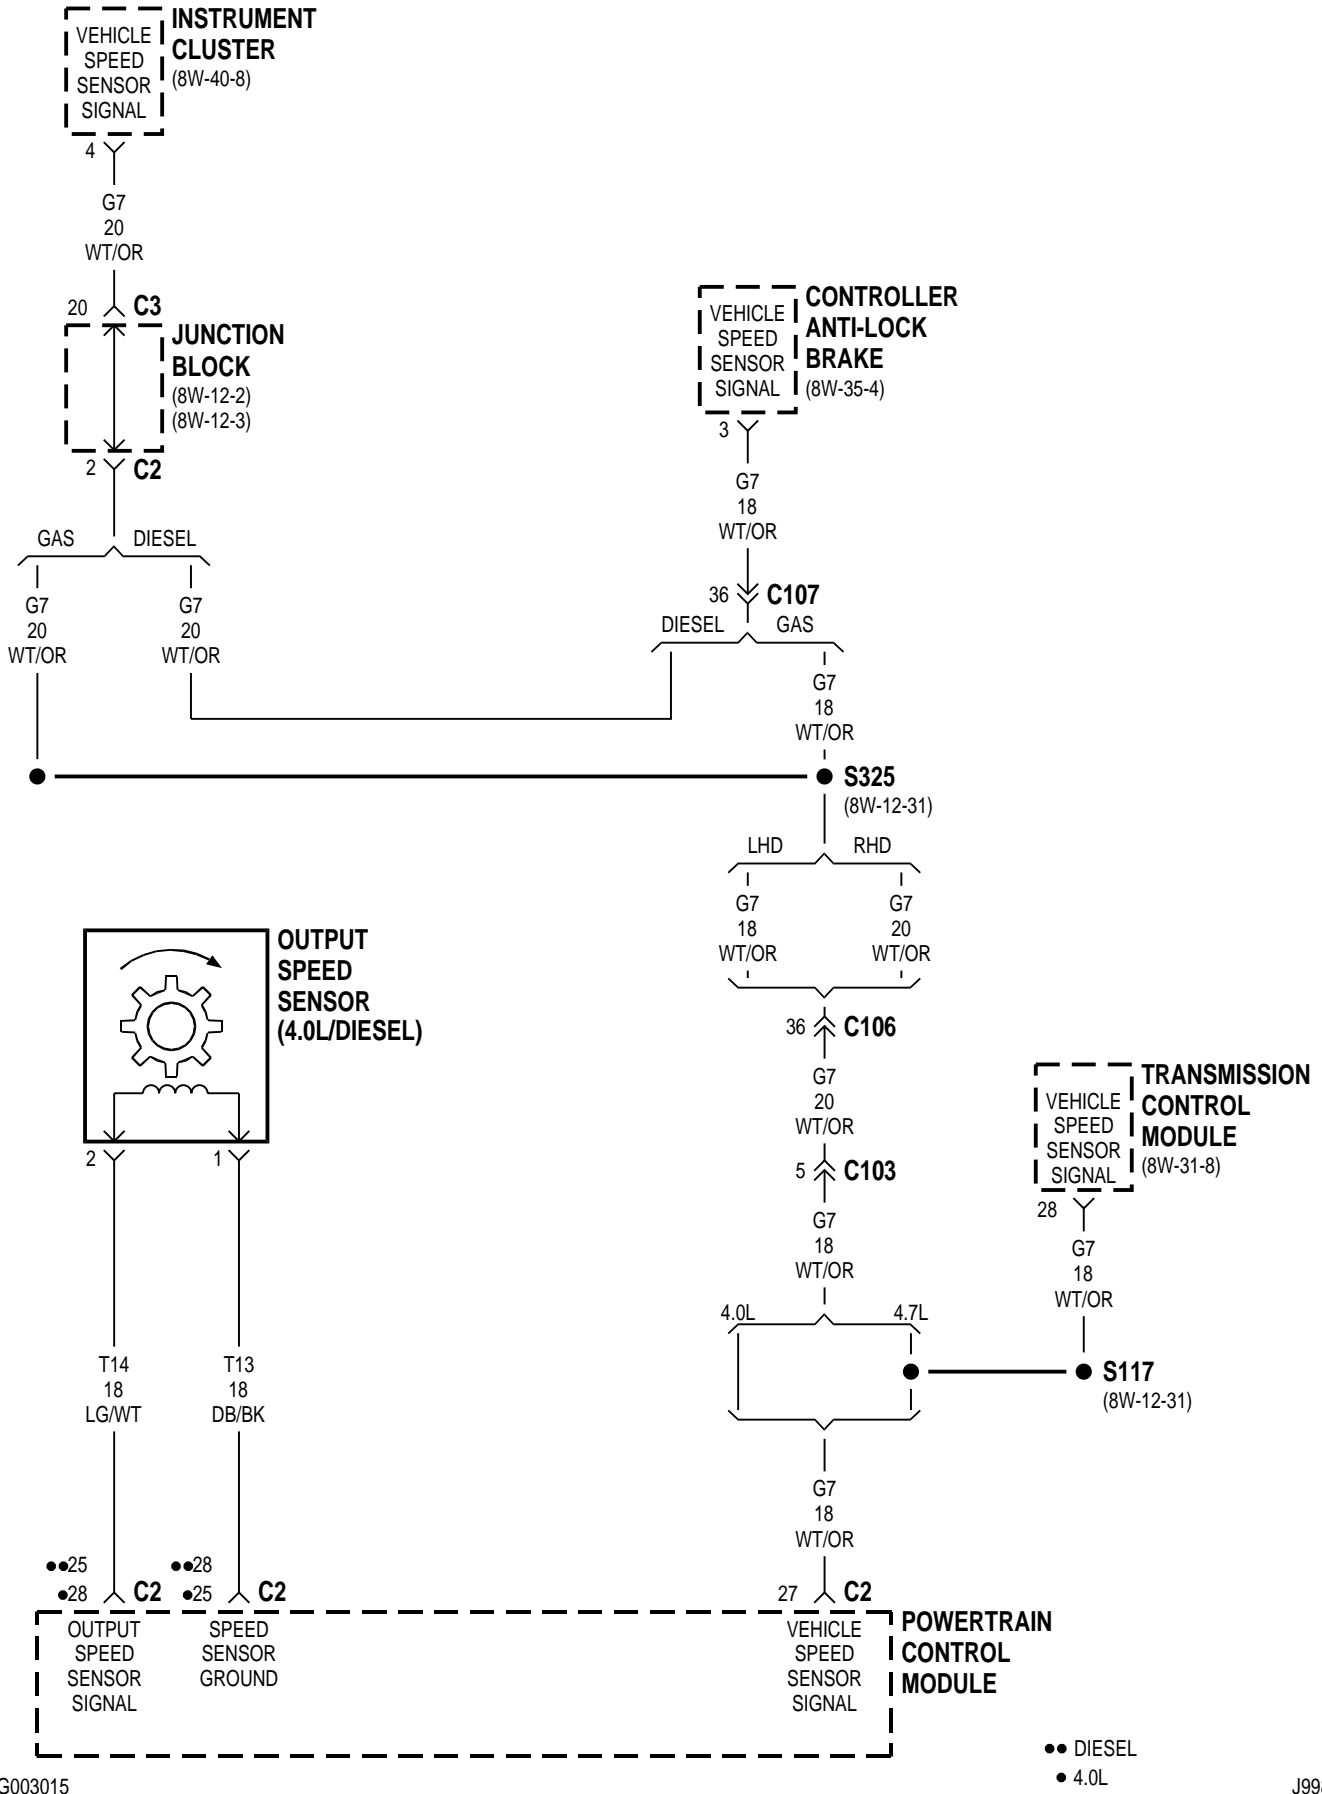 VEHICLE
SPEED
SENSOR
SIGNAL
INSTRUMENT
CLUSTER
(8W-40-8)
4
G7
20
WT/OR
20
C3
JUNCTION
BLOCK
(8W-12-2)
(8W-12-3)
2
C2
GAS
DIESEL
G7
20
WT/OR
G7
20
WT/OR
VEHICLE
SPEED
SENSOR
SIGNAL
CONTROLLER
ANTI-LOCK
BRAKE
(8W-35-4)
3
G7
18
WT/OR
36
C107
DIESEL
GAS
G7
18
WT/OR
S325
(8W-12-31)
LHD
RHD
G7
18
WT/OR
G7
20
WT/OR
36
C106
G7
20
WT/OR
5
C103
G7
18
WT/OR
4.0L
4.7L
TRANSMISSION
CONTROL
MODULE
(8W-31-8)
VEHICLE
SPEED
SENSOR
SIGNAL
28
G7
18
WT/OR
S117
(8W-12-31)
G7
18
WT/OR
27
C2
OUTPUT
SPEED
SENSOR
(4.0L/DIESEL)
2
1
T14
18
LG/WT
T13
18
DB/BK
●●25
●28
C2
●●28
●25
C2
OUTPUT
SPEED
SENSOR
SIGNAL
SPEED
SENSOR
GROUND
VEHICLE
SPEED
SENSOR
SIGNAL
POWERTRAIN
CONTROL
MODULE
●● DIESEL
● 4.0L
G003015
J998